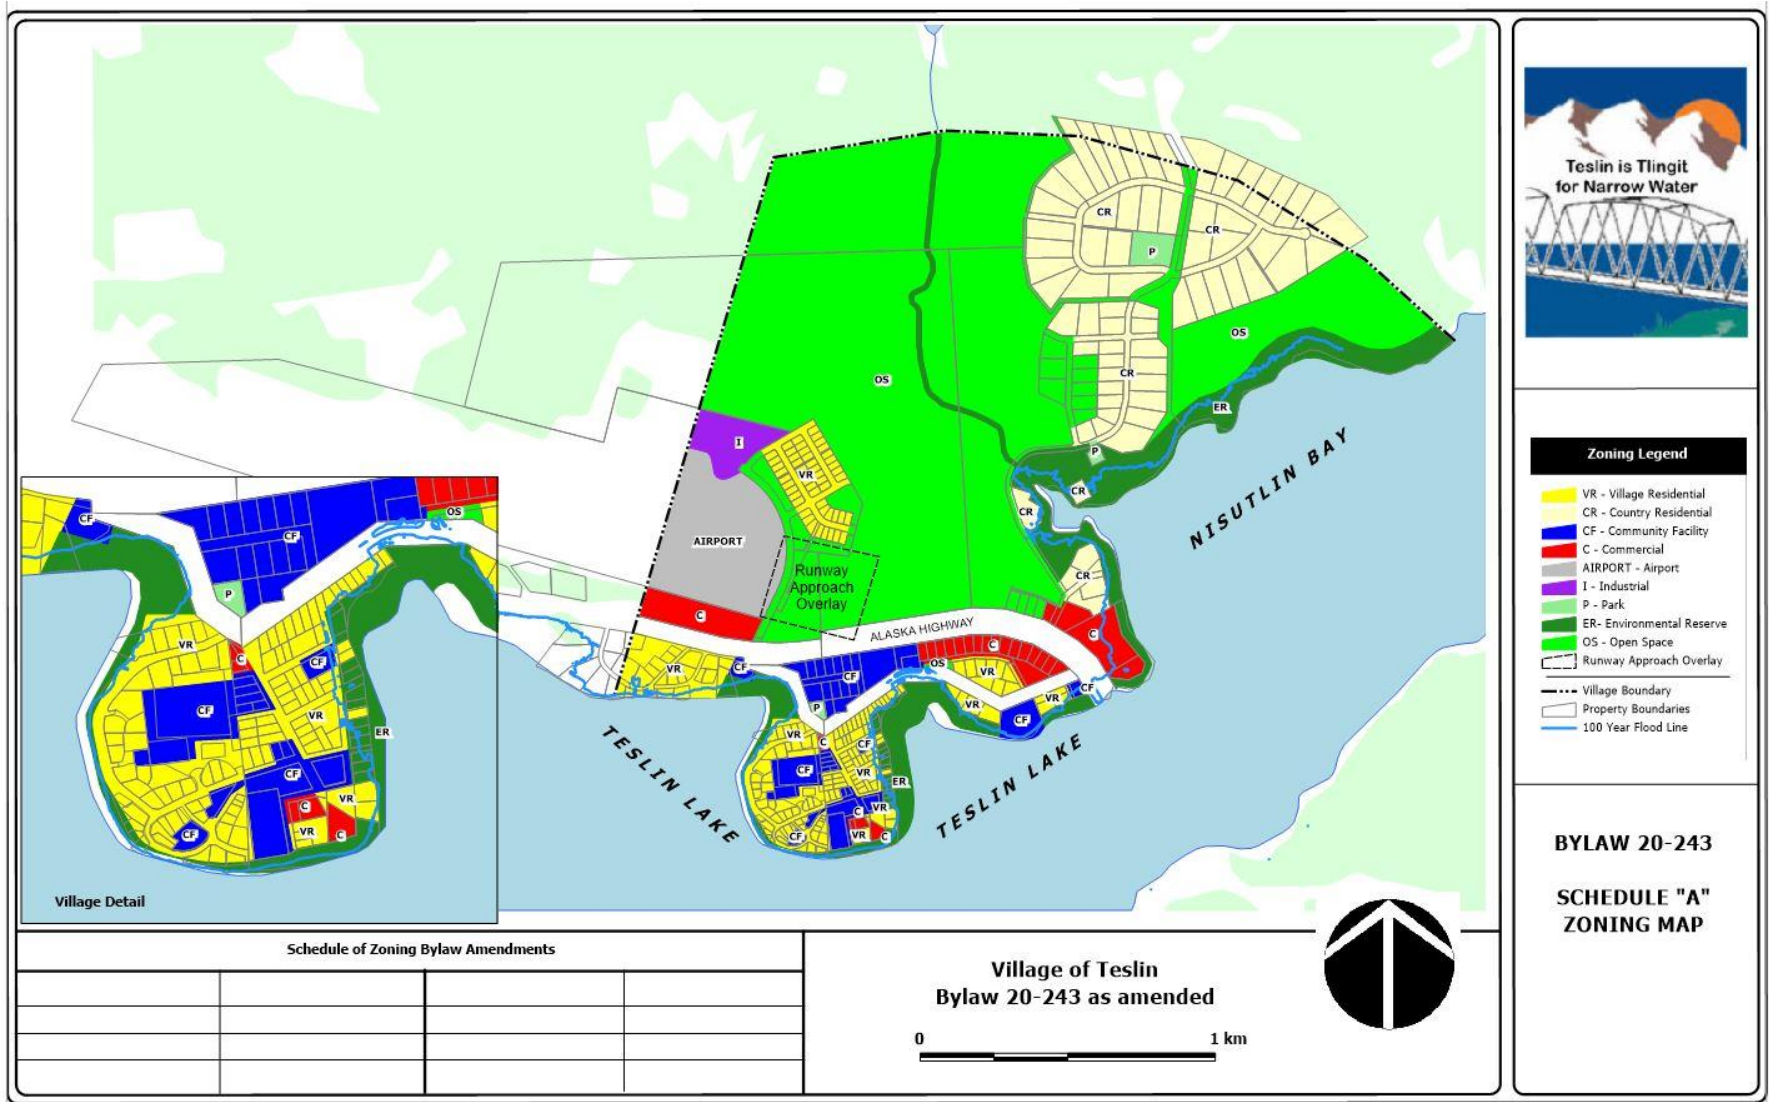 Teslin is Tlingit
for Narrow Water
Zoning Legend
VR - Village Residential
CR - Country Residential
CF - Community Facility
C - Commercial
AIRPORT - Airport
I - Industrial
P - Park
ER- Environmental Reserve
OS - Open Space
Runway Approach Overlay
Village Boundary
Property Boundaries
100 Year Flood Line
BYLAW 20-243
SCHEDULE "A"
ZONING MAP
CR
CR
P
OS
OS
CR
ER
I
VR
P
CR
CR
AIRPORT
Runway
Approach
Overlay
CR
C
ALASKA HIGHWAY
C
C
VR
CF
CF
OS
VR
VR
VR
CF
CF
P
VR
C
CF
CF
VR
ER
C
VR
CF
VR
C
NISUTLIN BAY
TESLIN LAKE
TESLIN LAKE
CF
OS
CF
P
VR
C
CF
CF
VR
ER
CF
VR
C
CF
VR
C
Village Detail
Schedule of Zoning Bylaw Amendments
Village of Teslin
Bylaw 20-243 as amended
0 1 km